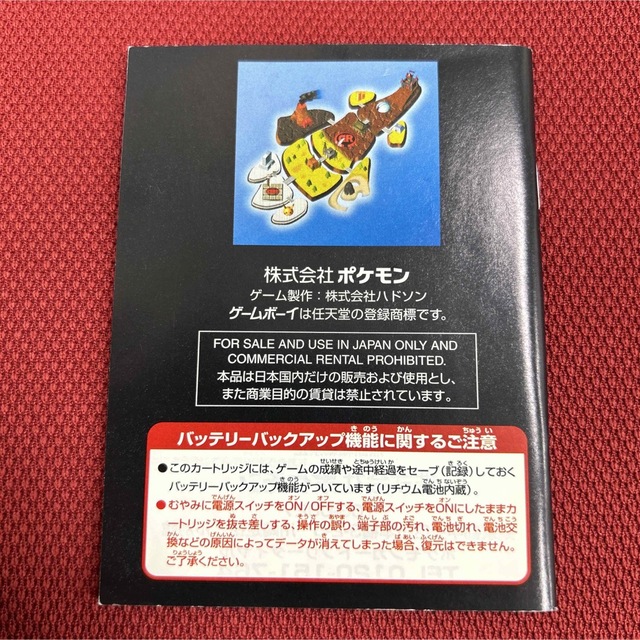 株式会社 ポケモン
ゲーム製作：株式会社ハドソン
ゲームボーイは任天堂の登録商標です。
FOR SALE AND USE IN JAPAN ONLY AND
COMMERCIAL RENTAL PROHIBITED.
本品は日本国内だけの販売および使用とし、
また商業目的の賃貸は禁止されています。
バッテリーバックアップ機能に関するご注意
●このカートリッジには、ゲームの成績や途中経過をセーブ（記録）しておく
バッテリーバックアップ機能がついています（リチウム電池内蔵）。
●むやみに電源スイッチをON/OFFする、電源スイッチをONにしたままカ
ートリッジを抜き差しする、操作の誤り、端子部の汚れ、電池切れ、電池交
換などの原因によってデータが消えてしまった場合、復元はできません。
ご了承ください。